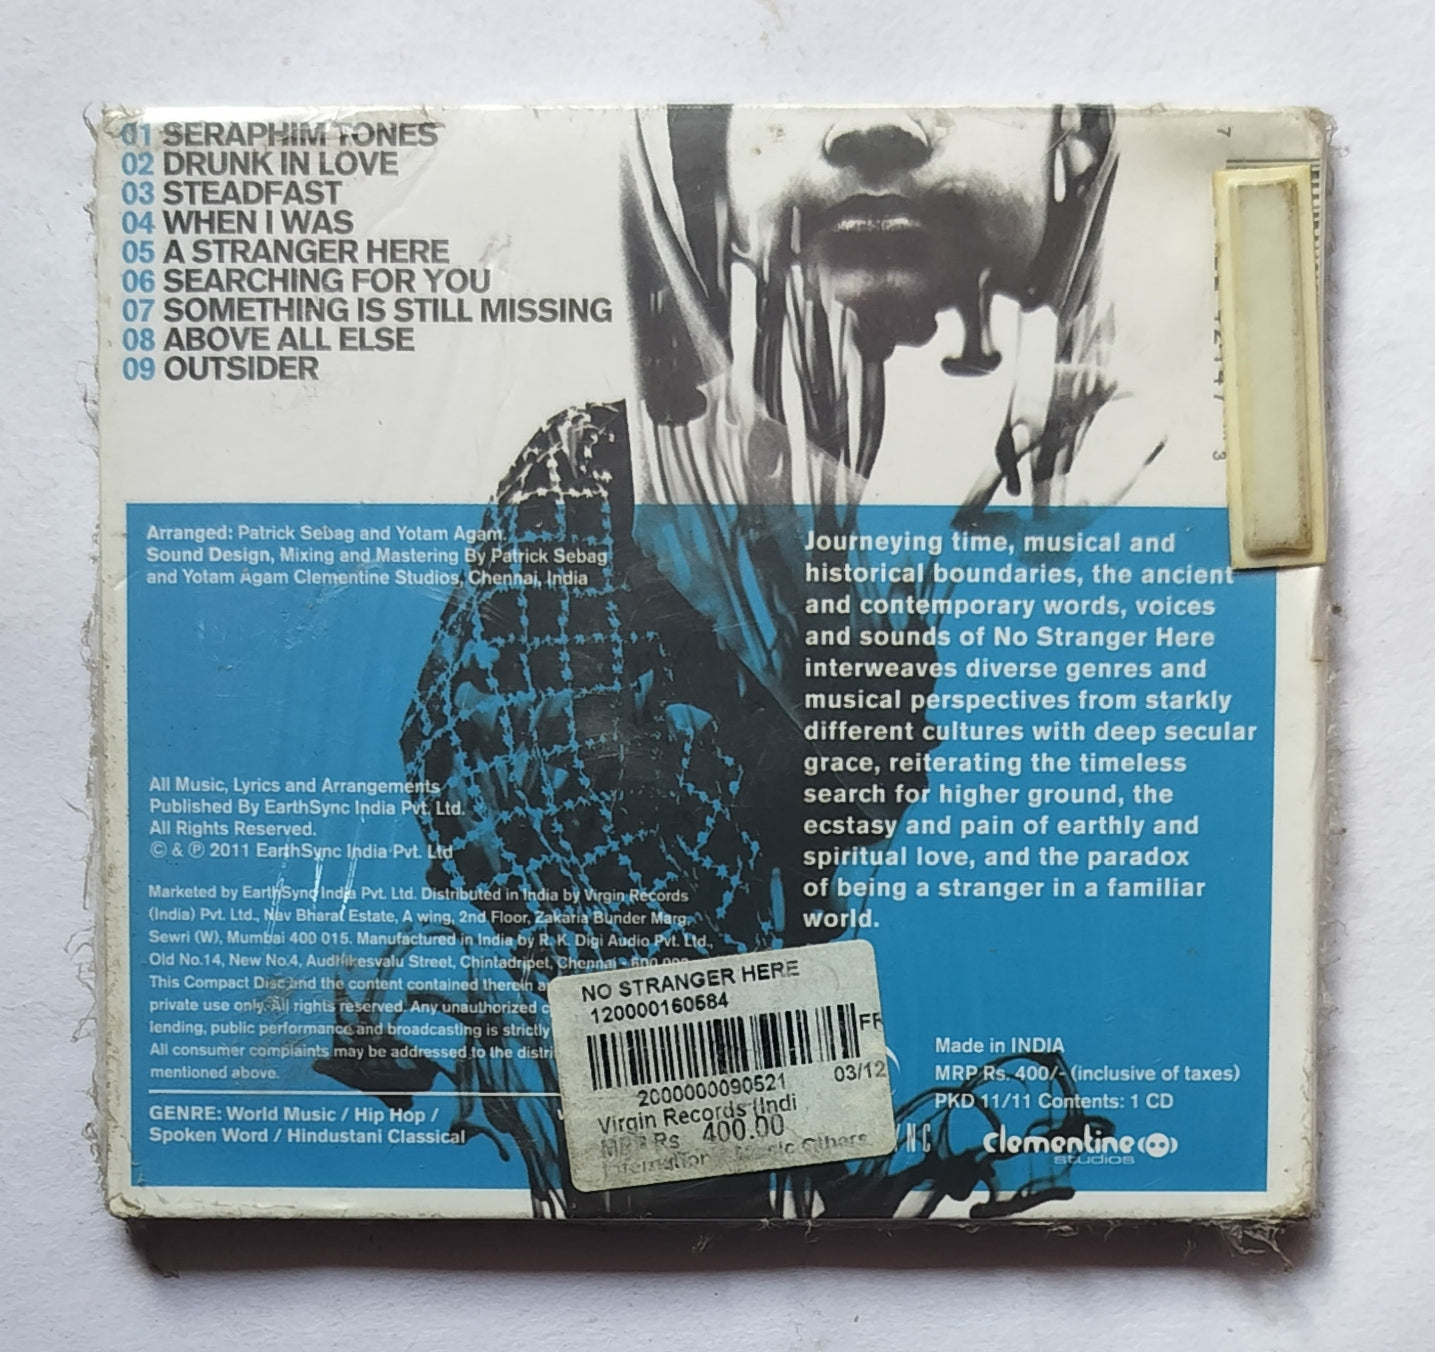 01 SERAPHIM TONES
02 DRUNK IN LOVE
03 STEADFAST
04 WHEN I WAS
05 A STRANGER HERE
06 SEARCHING FOR YOU
07 SOMETHING IS STILL MISSING
08 ABOVE ALL ELSE
09 OUTSIDER
Arranged: Patrick Sebag and Yotam Agam
Sound Design, Mixing and Mastering By Patrick Sebag
and Yotam Agam Clementine Studios, Chennai, India
Journeying time, musical and
historical boundaries, the ancient
and contemporary words, voices
and sounds of No Stranger Here
interweaves diverse genres and
musical perspectives from starkly
different cultures with deep secular
grace, reiterating the timeless
search for higher ground, the
ecstasy and pain of earthly and
spiritual love, and the paradox
of being a stranger in a familiar
world.
All Music, Lyrics and Arrangements
Published By EarthSync India Pvt. Ltd.
All Rights Reserved.
© & ℗ 2011 EarthSync India Pvt. Ltd
Marketed by EarthSync India Pvt. Ltd. Distributed in India by Virgin Records
(India) Pvt. Ltd., Nav Bharat Estate, A wing, 2nd Floor, Zakaria Bunder Marg,
Sewri (W), Mumbai 400 015. Manufactured in India by R. K. Digi Audio Pvt. Ltd.,
Old No.14, New No.4, Audhikesvalu Street, Chintadripet, Chennai - 600
This Compact Disc and the content contained therein
private use only. All rights reserved. Any unauthorized
lending, public performance and broadcasting is strictly
All consumer complaints may be addressed to the
mentioned above.
GENRE: World Music / Hip Hop /
Spoken Word / Hindustani Classical
NO STRANGER HERE
120000160684
2000000090521 03/12
Virgin Records (Indi
MRP Rs 400.00
Made in INDIA
MRP Rs. 400/- (inclusive of taxes)
PKD 11/11 Contents: 1 CD
clementine
studios